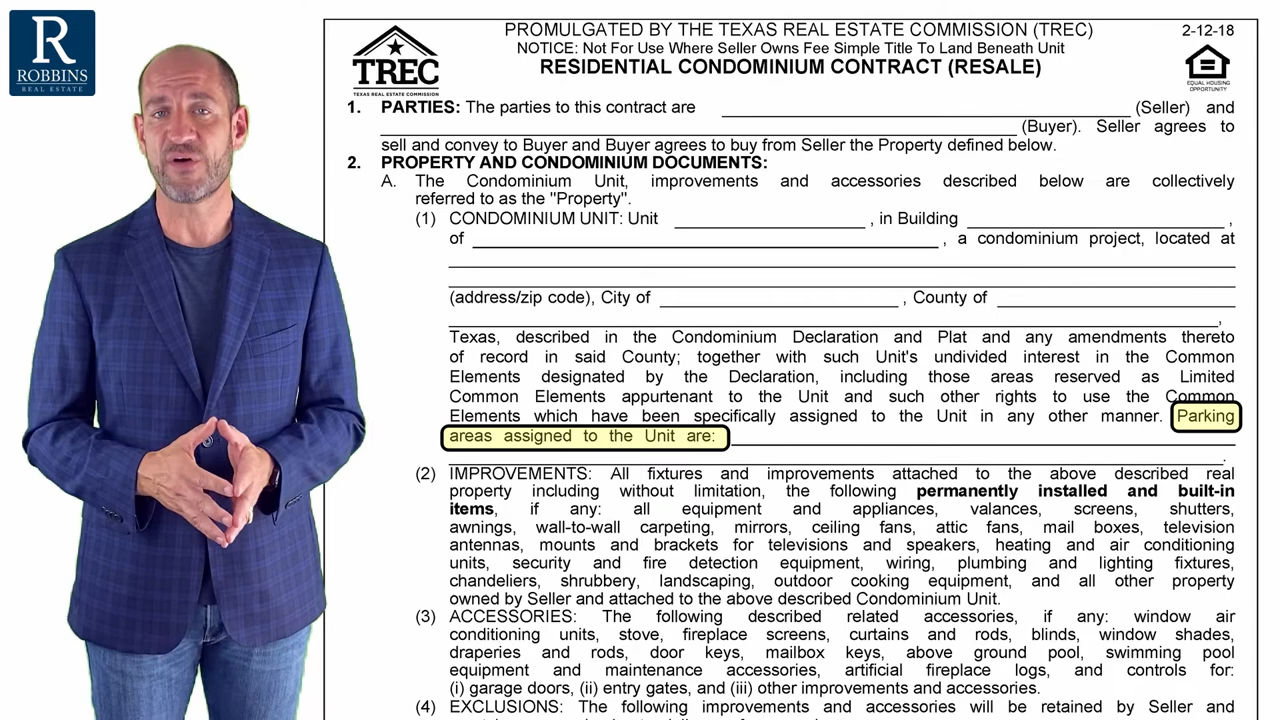 R
ROBBINS
REAL ESTATE
PROMULGATED BY THE TEXAS REAL ESTATE COMMISSION (TREC)
2-12-18
NOTICE: Not For Use Where Seller Owns Fee Simple Title To Land Beneath Unit
RESIDENTIAL CONDOMINIUM CONTRACT (RESALE)
TREC
TEXAS REAL ESTATE COMMISSION
EQUAL HOUSING
OPPORTUNITY
1. PARTIES: The parties to this contract are (Seller) and
(Buyer). Seller agrees to
sell and convey to Buyer and Buyer agrees to buy from Seller the Property defined below.
2. PROPERTY AND CONDOMINIUM DOCUMENTS:
A. The Condominium Unit, improvements and accessories described below are collectively
referred to as the "Property".
(1) CONDOMINIUM UNIT: Unit , in Building ,
of , a condominium project, located at
(address/zip code), City of , County of
,
Texas, described in the Condominium Declaration and Plat and any amendments thereto
of record in said County; together with such Unit's undivided interest in the Common
Elements designated by the Declaration, including those areas reserved as Limited
Common Elements appurtenant to the Unit and such other rights to use the Common
Elements which have been specifically assigned to the Unit in any other manner. Parking
areas assigned to the Unit are:
.
(2) IMPROVEMENTS: All fixtures and improvements attached to the above described real
property including without limitation, the following permanently installed and built-in
items, if any: all equipment and appliances, valances, screens, shutters,
awnings, wall-to-wall carpeting, mirrors, ceiling fans, attic fans, mail boxes, television
antennas, mounts and brackets for televisions and speakers, heating and air conditioning
units, security and fire detection equipment, wiring, plumbing and lighting fixtures,
chandeliers, shrubbery, landscaping, outdoor cooking equipment, and all other property
owned by Seller and attached to the above described Condominium Unit.
(3) ACCESSORIES: The following described related accessories, if any: window air
conditioning units, stove, fireplace screens, curtains and rods, blinds, window shades,
draperies and rods, door keys, mailbox keys, above ground pool, swimming pool
equipment and maintenance accessories, artificial fireplace logs, and controls for:
(i) garage doors, (ii) entry gates, and (iii) other improvements and accessories.
(4) EXCLUSIONS: The following improvements and accessories will be retained by Seller and